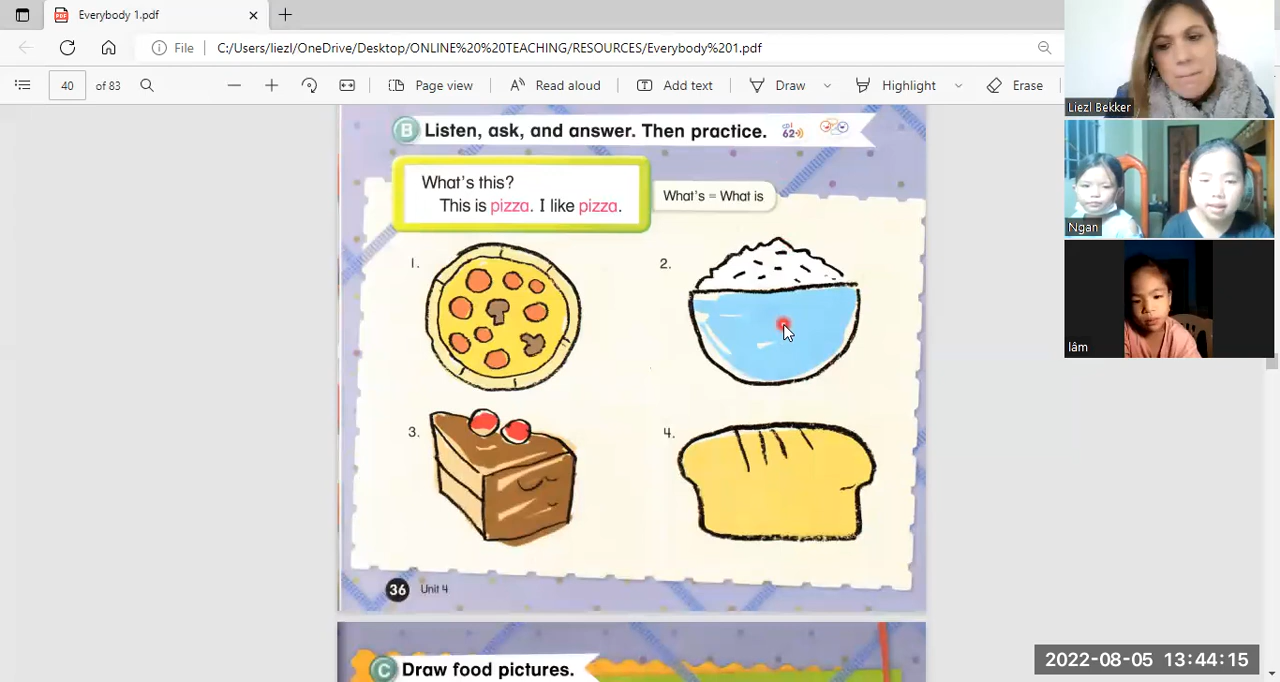 Everybody 1.pdf
File
C:/Users/liezl/OneDrive/Desktop/ONLINE%20%20TEACHING/RESOURCES/Everybody%201.pdf
40 of 83
Page view
Read aloud
Add text
Draw
Highlight
Erase
B Listen, ask, and answer. Then practice. CD1 62
What's this?
This is pizza. I like pizza.
What's = What is
1.
2.
3.
4.
36 Unit 4
C Draw food pictures.
Liezl Bekker
Ngan
lâm
2022-08-05 13:44:15